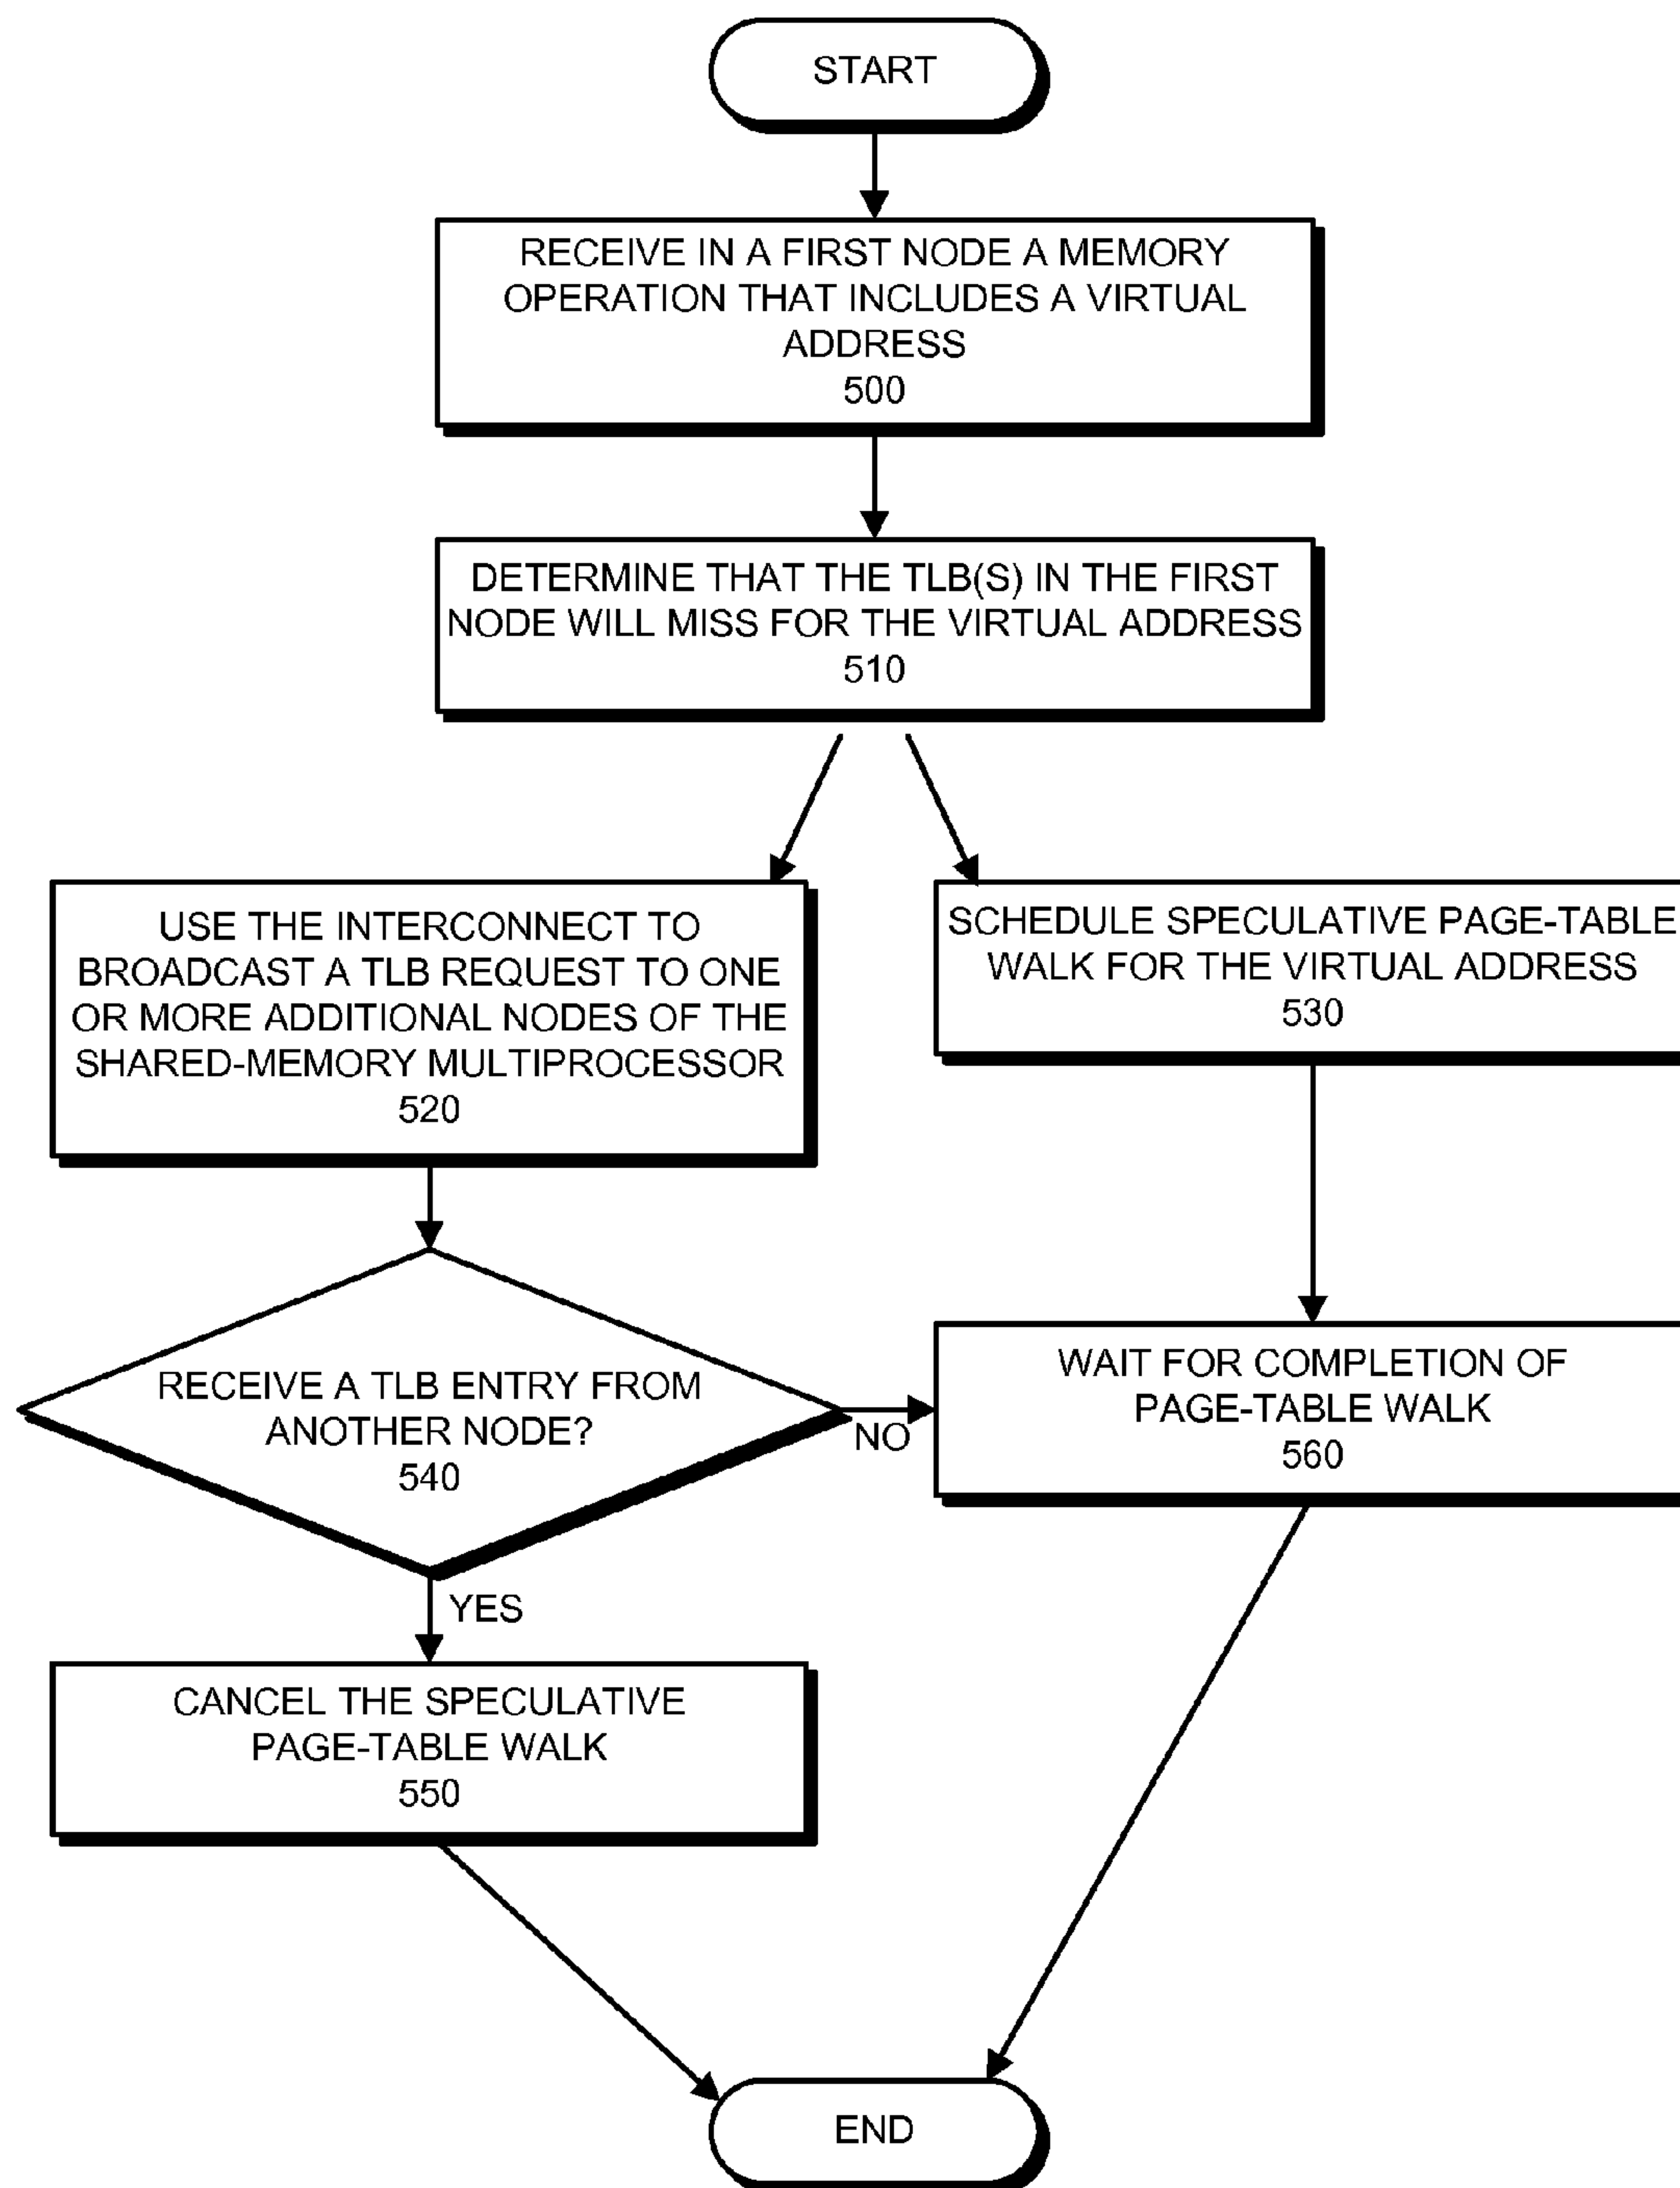 START
RECEIVE IN A FIRST NODE A MEMORY
OPERATION THAT INCLUDES A VIRTUAL
ADDRESS
500
DETERMINE THAT THE TLB(S) IN THE FIRST
NODE WILL MISS FOR THE VIRTUAL ADDRESS
510
USE THE INTERCONNECT TO
BROADCAST A TLB REQUEST TO ONE
OR MORE ADDITIONAL NODES OF THE
SHARED-MEMORY MULTIPROCESSOR
520
SCHEDULE SPECULATIVE PAGE-TABLE
WALK FOR THE VIRTUAL ADDRESS
530
RECEIVE A TLB ENTRY FROM
ANOTHER NODE?
540
NO
WAIT FOR COMPLETION OF
PAGE-TABLE WALK
560
YES
CANCEL THE SPECULATIVE
PAGE-TABLE WALK
550
END